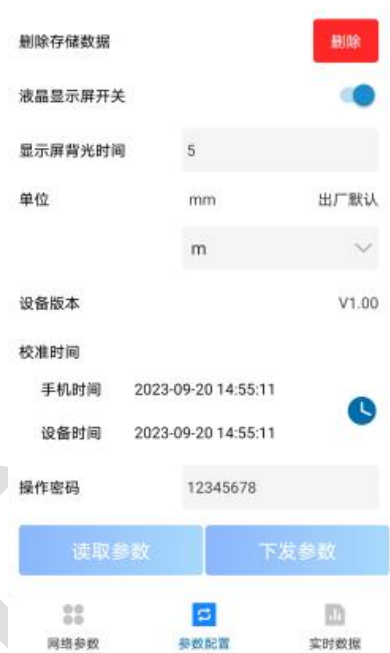 删除存储数据 删除
液晶显示屏开关
显示屏背光时间 5
单位 mm 出厂默认
m
设备版本 V1.00
校准时间
手机时间 2023-09-20 14:55:11
设备时间 2023-09-20 14:55:11
操作密码 12345678
读取参数 下发参数
网络参数 参数配置 实时数据